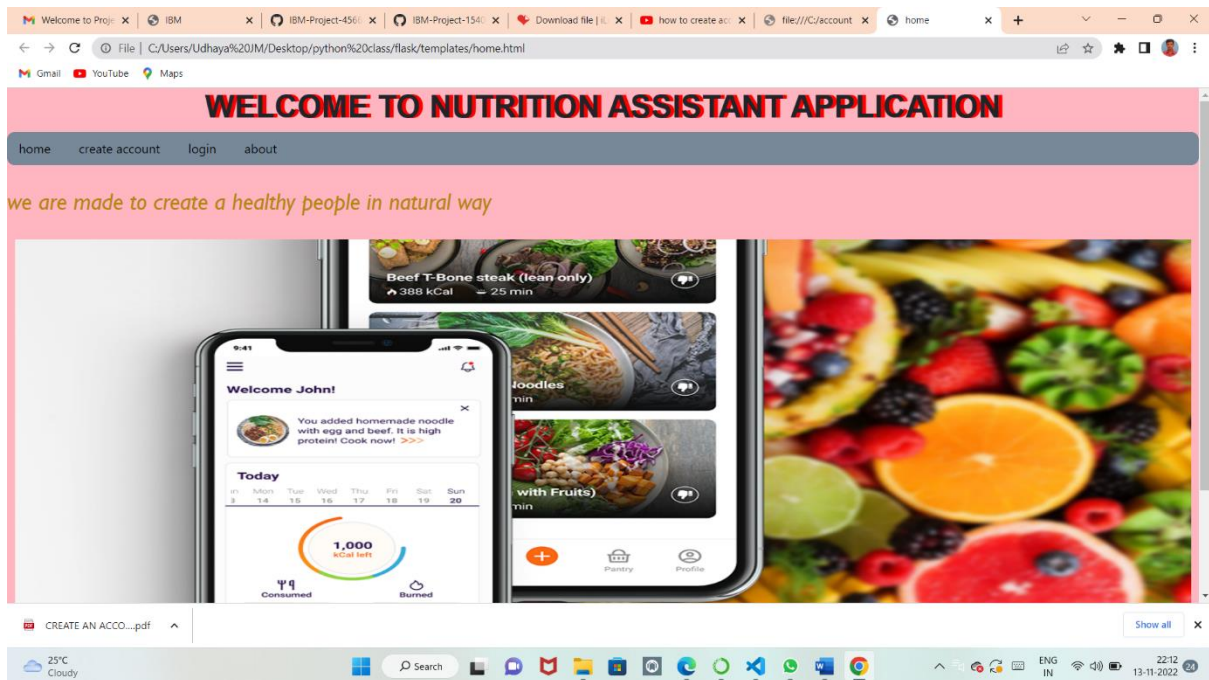 Welcome to Proje
IBM
IBM-Project-456
IBM-Project-1540
Download file | iL
how to create acc
file:///C:/account
home
File | C:/Users/Udhaya%20JM/Desktop/python%20class/flask/templates/home.html
Gmail YouTube Maps
WELCOME TO NUTRITION ASSISTANT APPLICATION
home create account login about
we are made to create a healthy people in natural way
Beef T-Bone steak (lean only)
388 kCal 25 min
9:41
Welcome John!
You added homemade noodle
with egg and beef. It is high
protein! Cook now! >>>
Noodles
min
Today
Mon Tue Wed Thu Fri Sat Sun
14 15 16 17 18 19 20
with Fruits)
min
1,000
kCal left
Consumed Burned
Pantry Profile
CREATE AN ACCO....pdf
Show all
25°C
Cloudy
Search
ENG
IN
22:12
13-11-2022
24